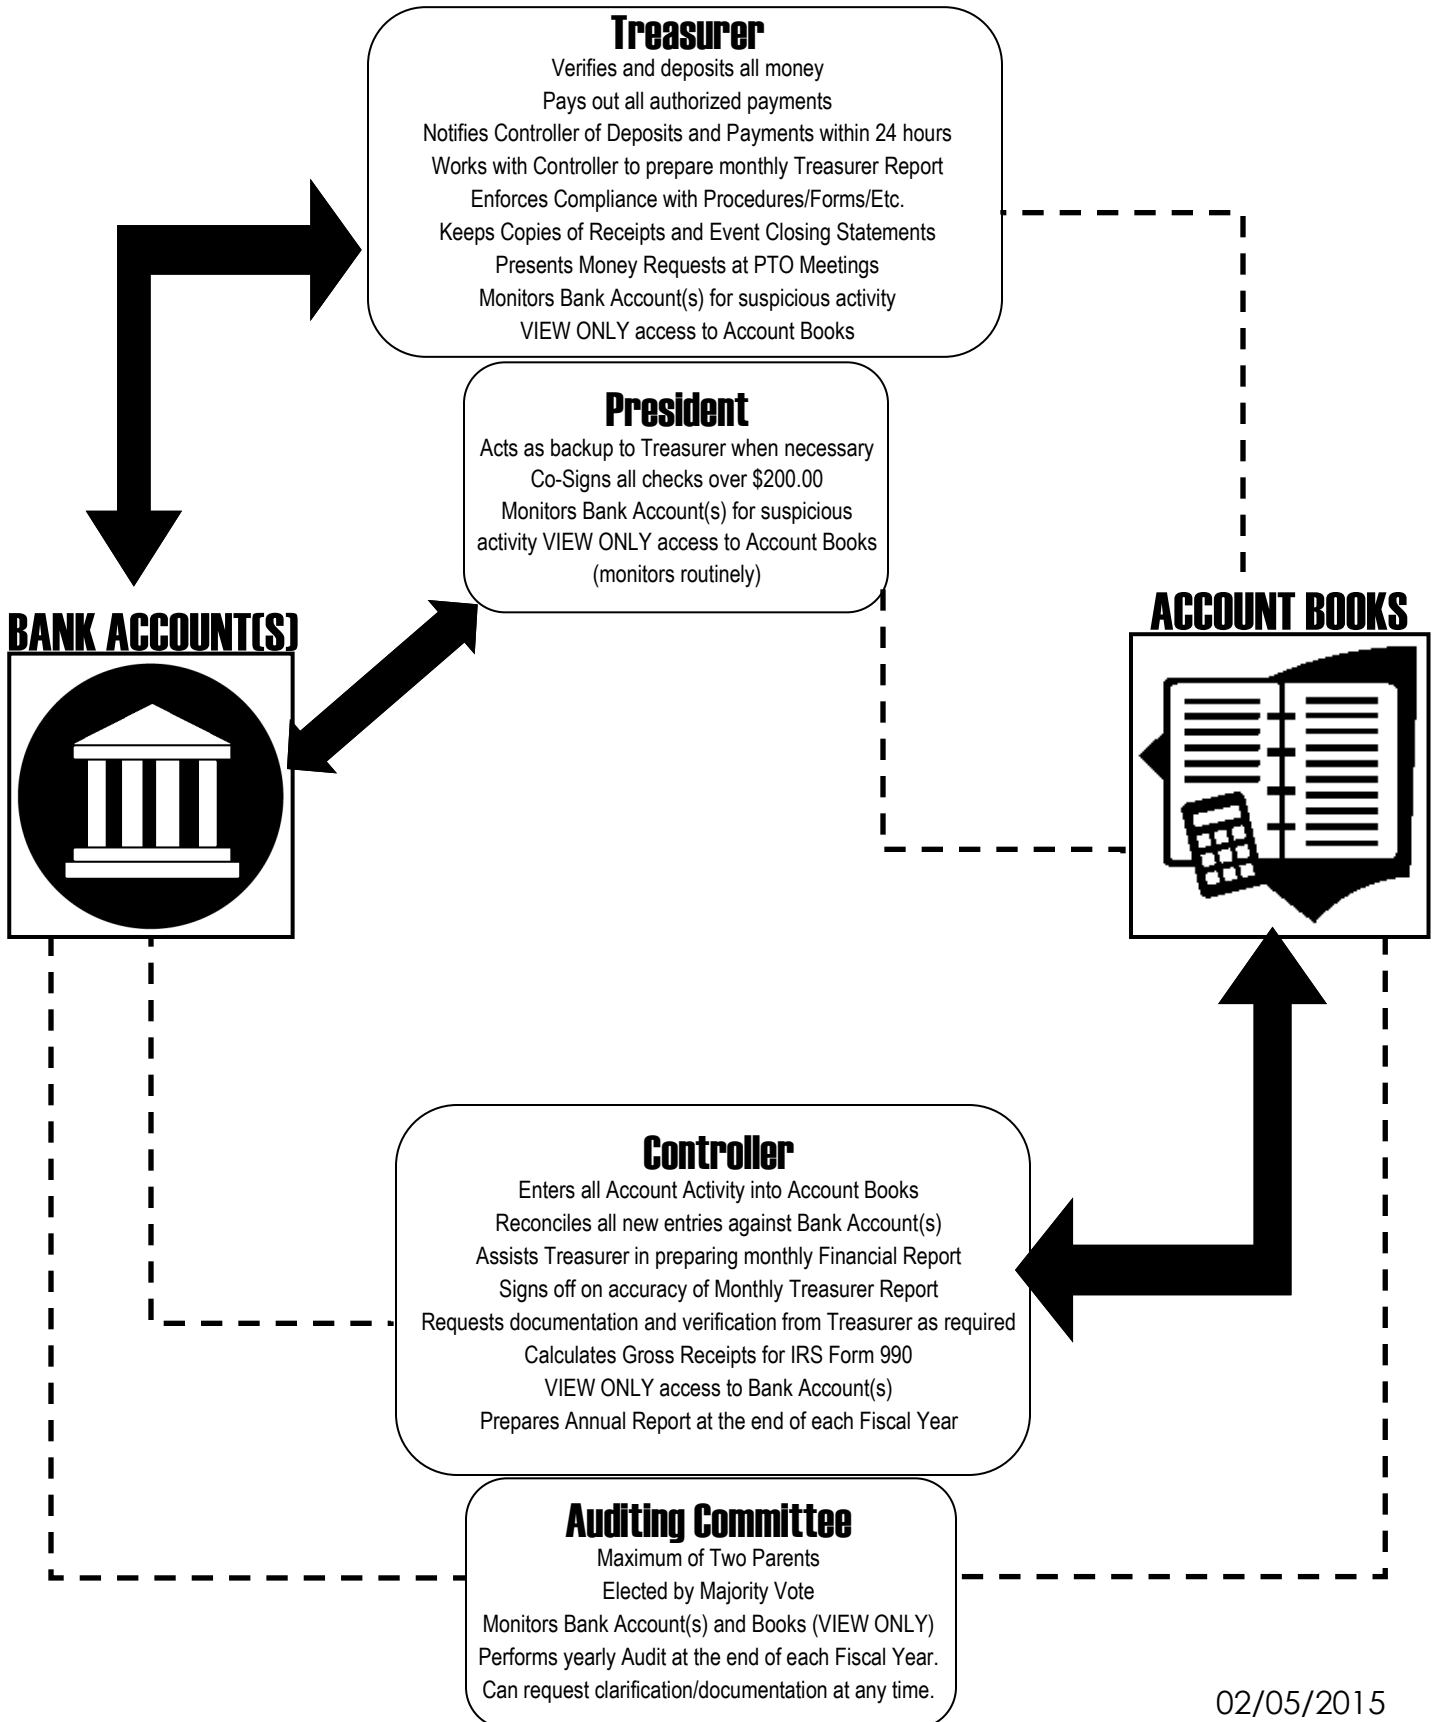 Treasurer
Verifies and deposits all money
Pays out all authorized payments
Notifies Controller of Deposits and Payments within 24 hours
Works with Controller to prepare monthly Treasurer Report
Enforces Compliance with Procedures/Forms/Etc.
Keeps Copies of Receipts and Event Closing Statements
Presents Money Requests at PTO Meetings
Monitors Bank Account(s) for suspicious activity
VIEW ONLY access to Account Books
President
Acts as backup to Treasurer when necessary
Co-Signs all checks over $200.00
Monitors Bank Account(s) for suspicious
activity VIEW ONLY access to Account Books
(monitors routinely)
BANK ACCOUNT(S)
ACCOUNT BOOKS
Controller
Enters all Account Activity into Account Books
Reconciles all new entries against Bank Account(s)
Assists Treasurer in preparing monthly Financial Report
Signs off on accuracy of Monthly Treasurer Report
Requests documentation and verification from Treasurer as required
Calculates Gross Receipts for IRS Form 990
VIEW ONLY access to Bank Account(s)
Prepares Annual Report at the end of each Fiscal Year
Auditing Committee
Maximum of Two Parents
Elected by Majority Vote
Monitors Bank Account(s) and Books (VIEW ONLY)
Performs yearly Audit at the end of each Fiscal Year.
Can request clarification/documentation at any time.
02/05/2015